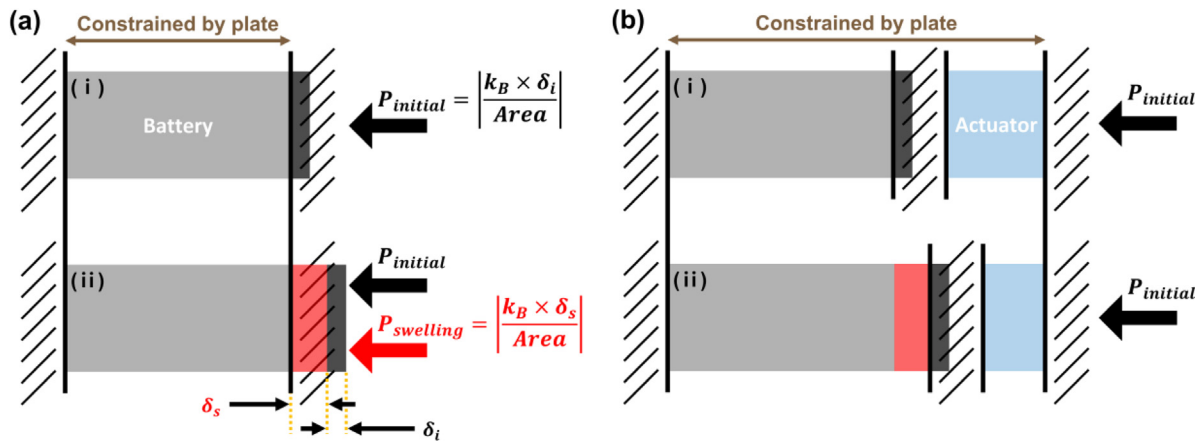 (a)
Constrained by plate
(i)
Battery
P_initial = |k_B × δ_i / Area|
(ii)
P_initial
P_swelling = |k_B × δ_s / Area|
δ_s
δ_i
(b)
Constrained by plate
(i)
Actuator
P_initial
(ii)
P_initial